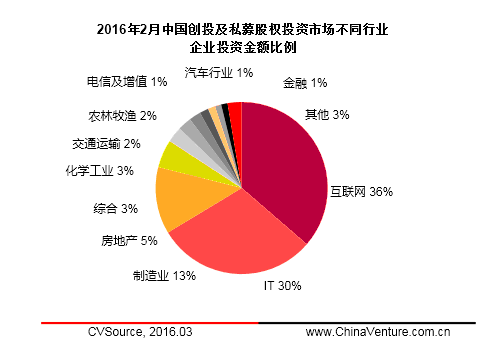 2016年2月中国创投及私募股权投资市场不同行业
企业投资金额比例
汽车行业 1%
金融 1%
电信及增值 1%
其他 3%
农林牧渔 2%
交通运输 2%
化学工业 3%
互联网 36%
综合 3%
房地产 5%
制造业 13%
IT 30%
CVSource, 2016.03
www.ChinaVenture.com.cn